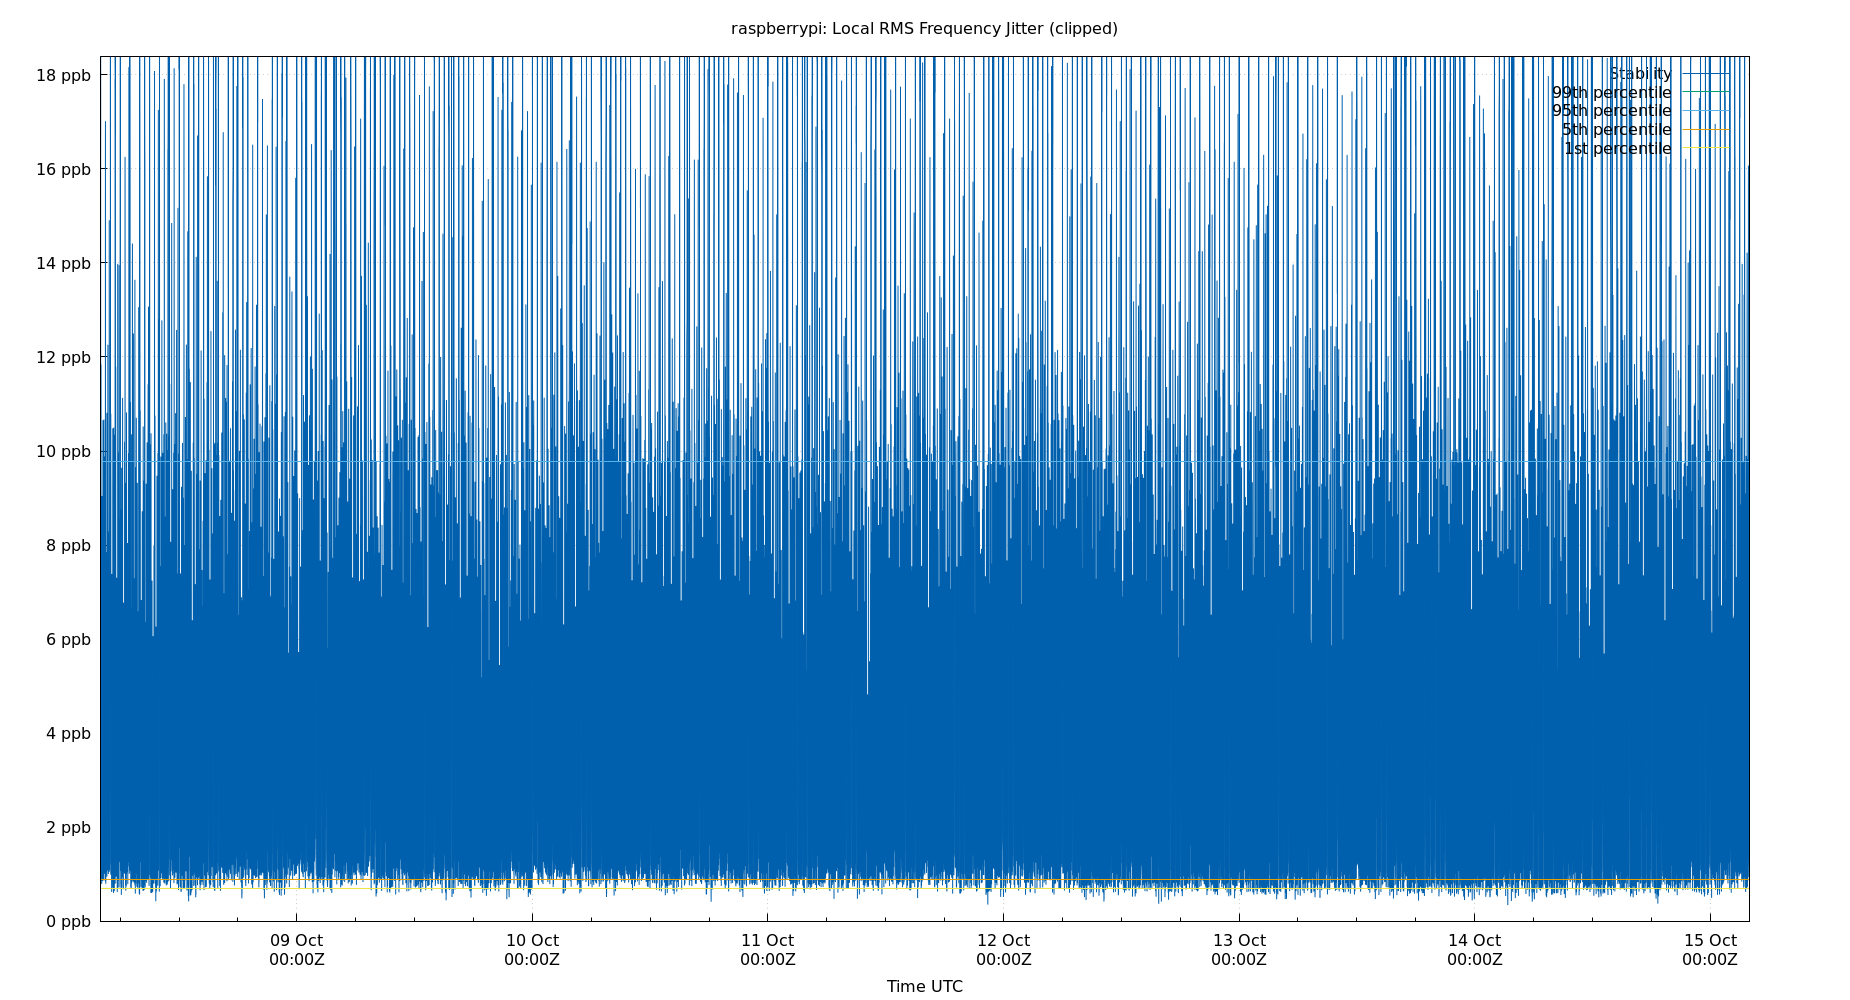 raspberrypi: Local RMS Frequency Jitter (clipped)
18 ppb
16 ppb
14 ppb
12 ppb
10 ppb
8 ppb
6 ppb
4 ppb
2 ppb
0 ppb
Stability
99th percentile
95th percentile
5th percentile
1st percentile
09 Oct 10 Oct 11 Oct 12 Oct 13 Oct 14 Oct 15 Oct
00:00Z 00:00Z 00:00Z 00:00Z 00:00Z 00:00Z 00:00Z
Time UTC